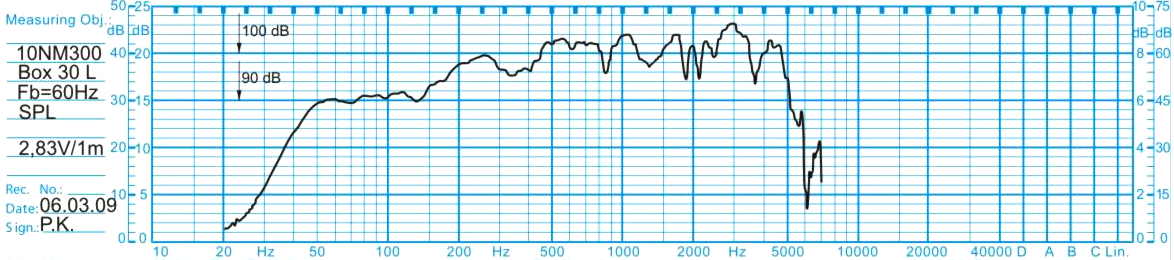 Measuring Obj.:
10NM300
Box 30 L
Fb=60Hz
SPL
2,83V/1m
Rec. No.:
Date: 06.03.09
Sign.: P.K.
50 25
dB dB
40 20
30 15
20 10
10 5
0 0
100 dB
90 dB
10 75
dB dB
8 60
6 45
4 30
2 15
0 0
10 20 Hz 50 100 200 Hz 500 1000 2000 Hz 5000 10000 20000 40000 D A B C Lin.